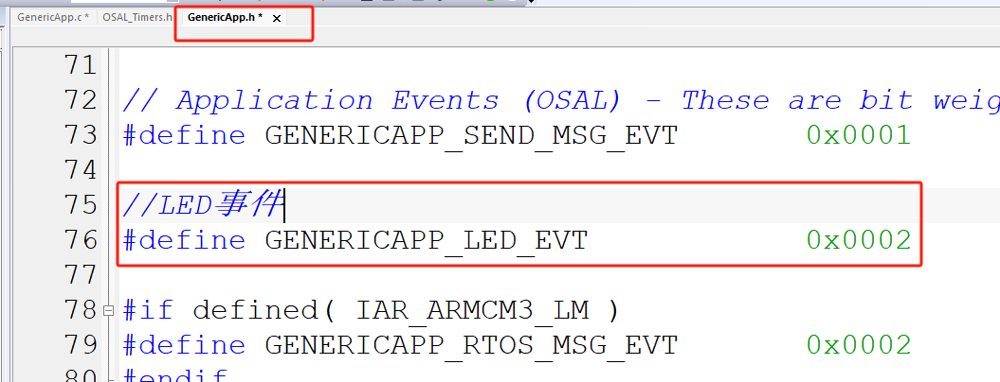 GenericApp.c * OSAL_Timers.h GenericApp.h *
71
72 // Application Events (OSAL) - These are bit weig
73 #define GENERICAPP_SEND_MSG_EVT 0x0001
74
75 //LED事件
76 #define GENERICAPP_LED_EVT 0x0002
77
78 #if defined( IAR_ARMCM3_LM )
79 #define GENERICAPP_RTOS_MSG_EVT 0x0002
80 #endif